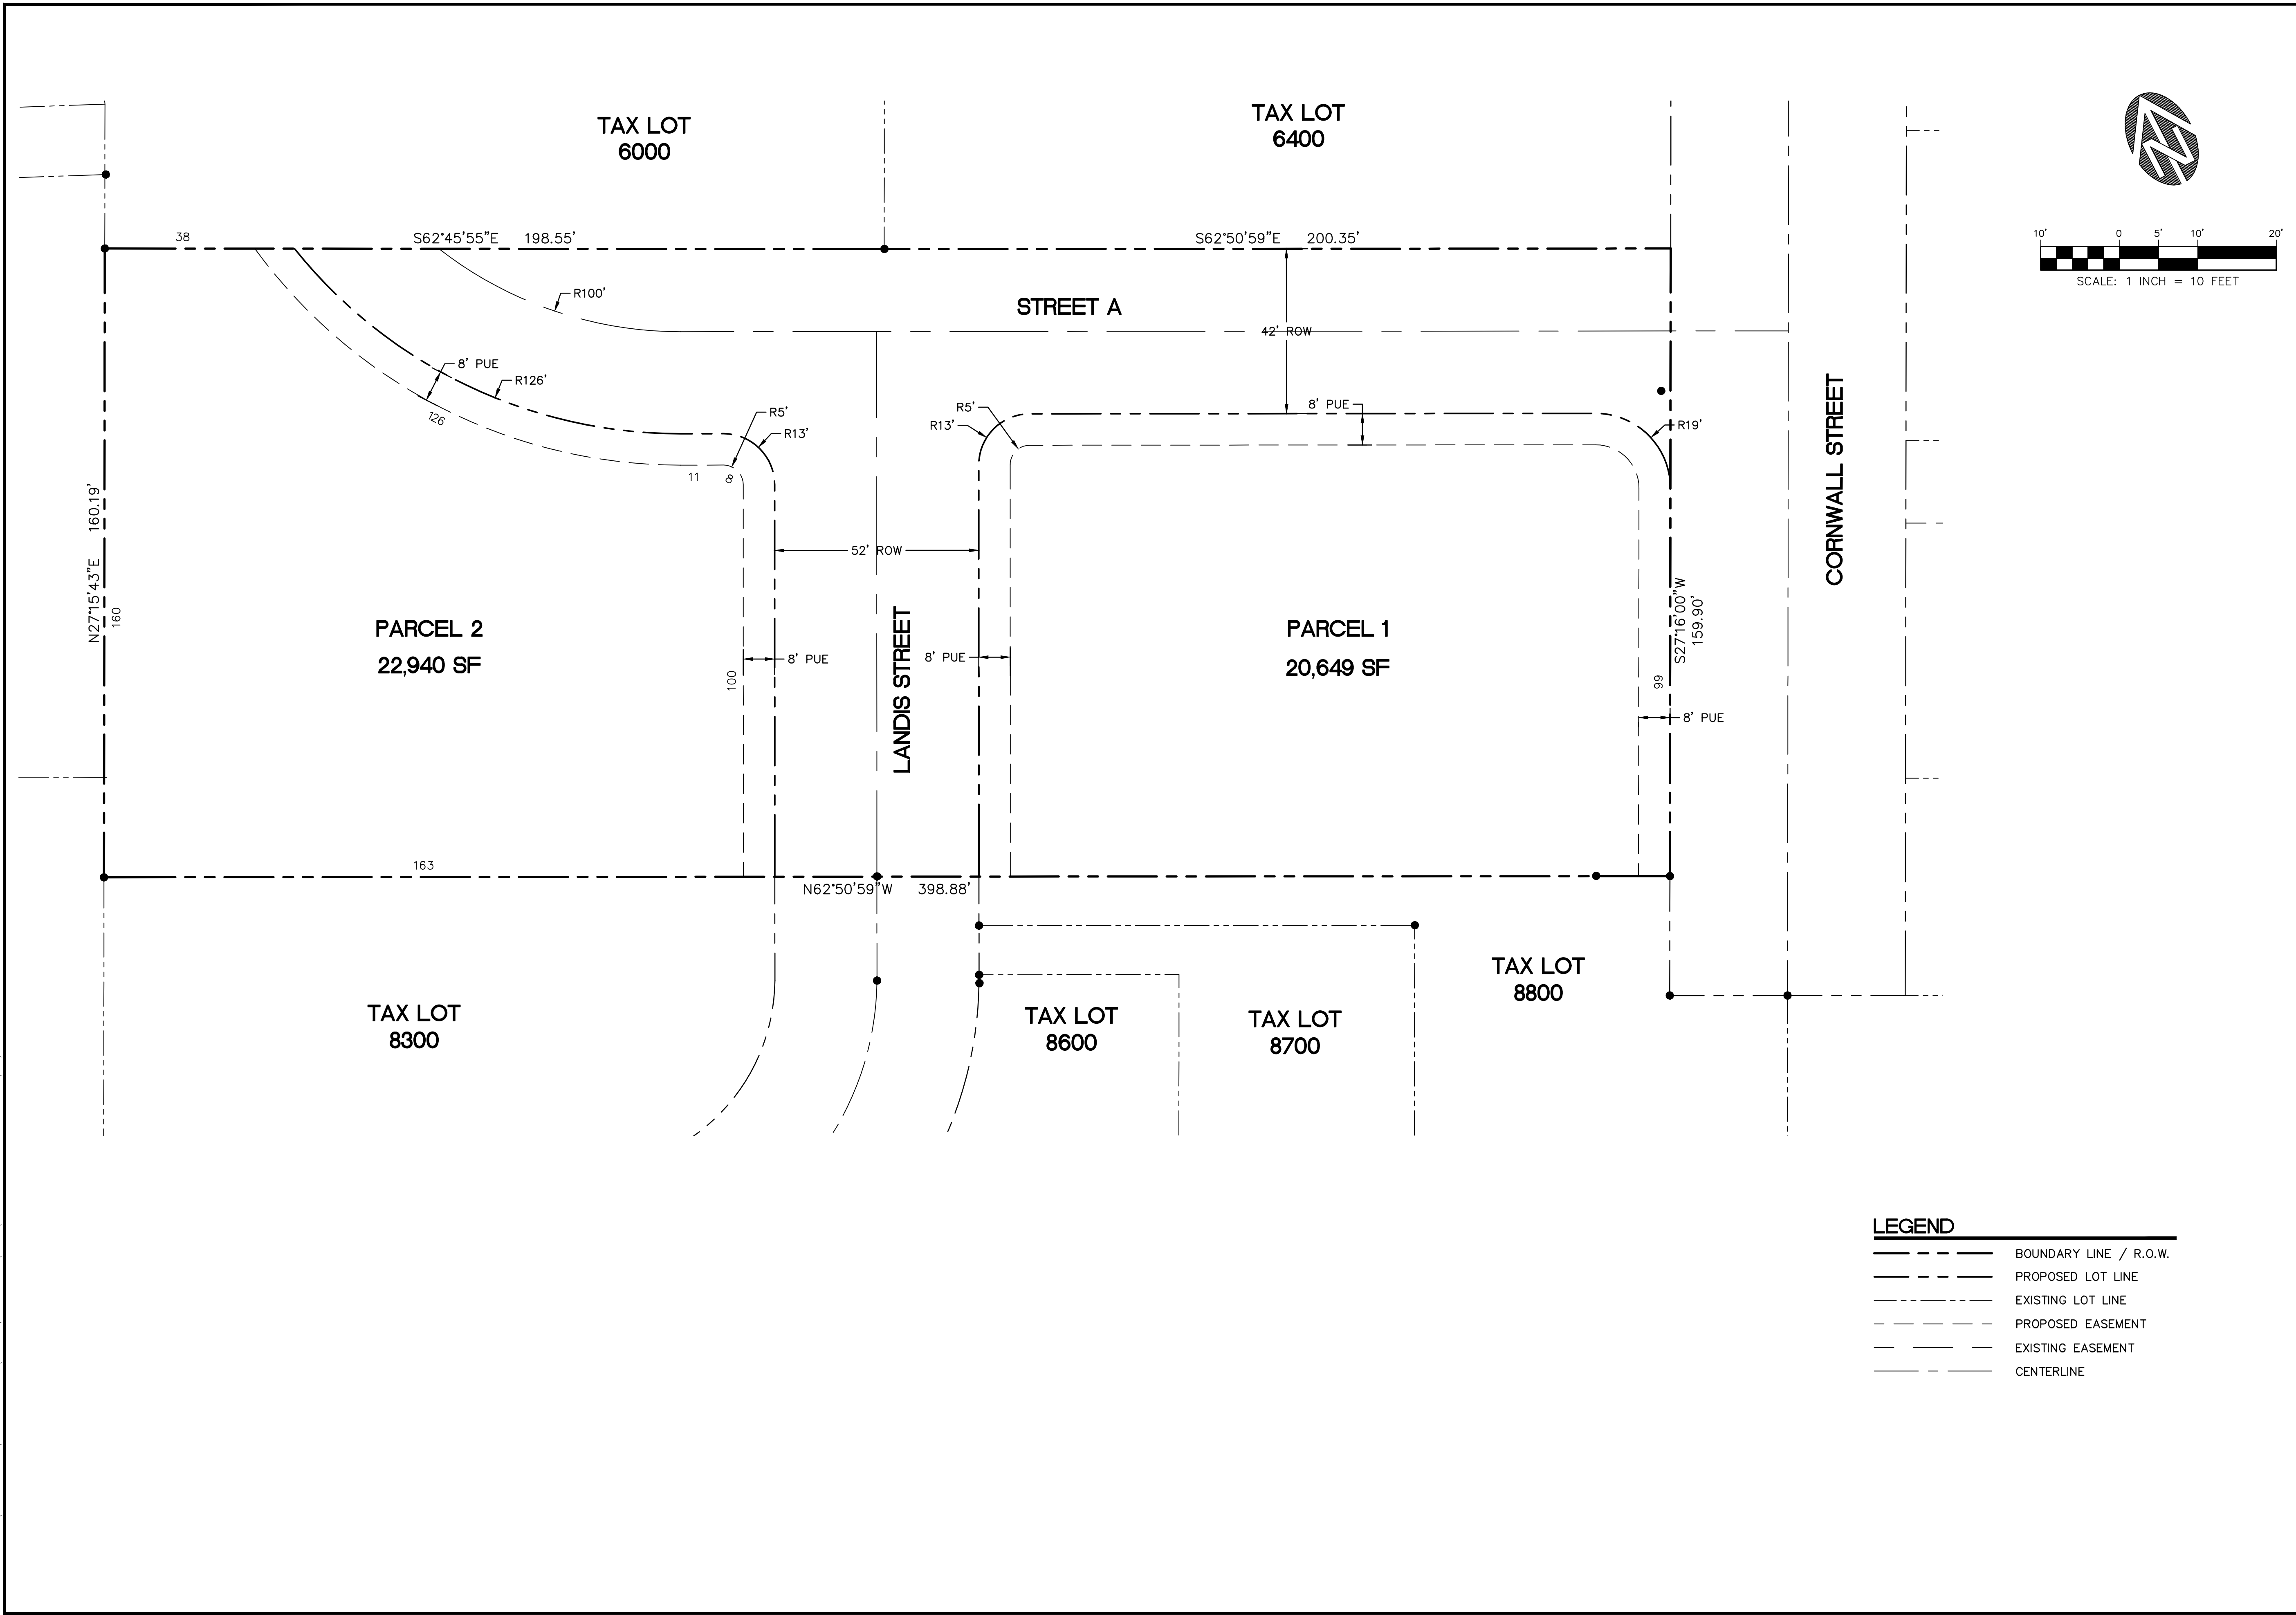 TAX LOT
6000
TAX LOT
6400
N
10' 0 5' 10' 20'
SCALE: 1 INCH = 10 FEET
38
S62°45'55"E 198.55'
S62°50'59"E 200.35'
R100'
STREET A
42' ROW
8' PUE
R126'
126
R5'
R13'
R5'
R13'
8' PUE
R19'
CORNWALL STREET
11
8
N27°15'43"E 160.19'
160
52' ROW
PARCEL 2
22,940 SF
100
8' PUE
LANDIS STREET
8' PUE
PARCEL 1
20,649 SF
S27°16'00"W
159.90'
99
8' PUE
163
N62°50'59"W 398.88'
TAX LOT
8300
TAX LOT
8600
TAX LOT
8700
TAX LOT
8800
LEGEND
BOUNDARY LINE / R.O.W.
PROPOSED LOT LINE
EXISTING LOT LINE
PROPOSED EASEMENT
EXISTING EASEMENT
CENTERLINE